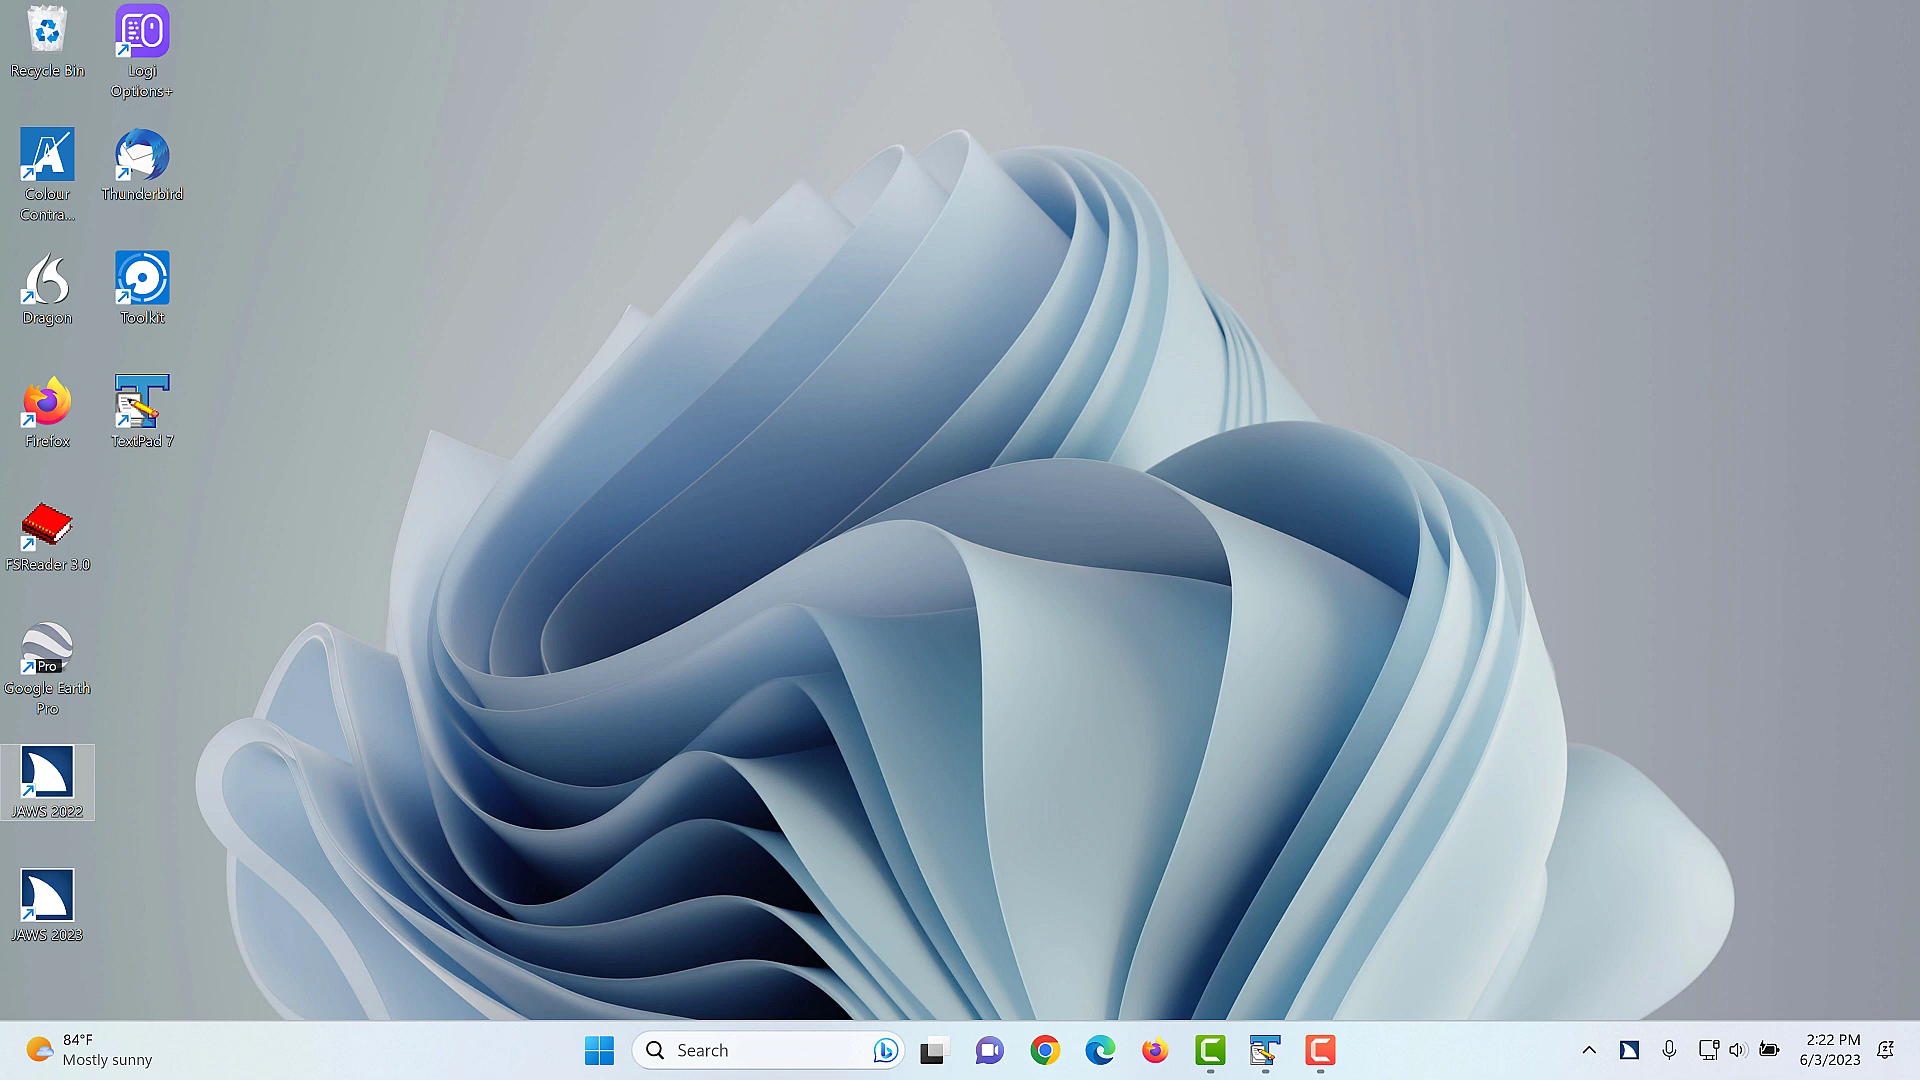 Recycle Bin
Logi
Options+
Colour
Contra...
Thunderbird
Dragon
Toolkit
Firefox
TextPad 7
FSReader 3.0
Pro
Google Earth
Pro
JAWS 2022
JAWS 2023
84°F
Mostly sunny
Search
2:22 PM
6/3/2023